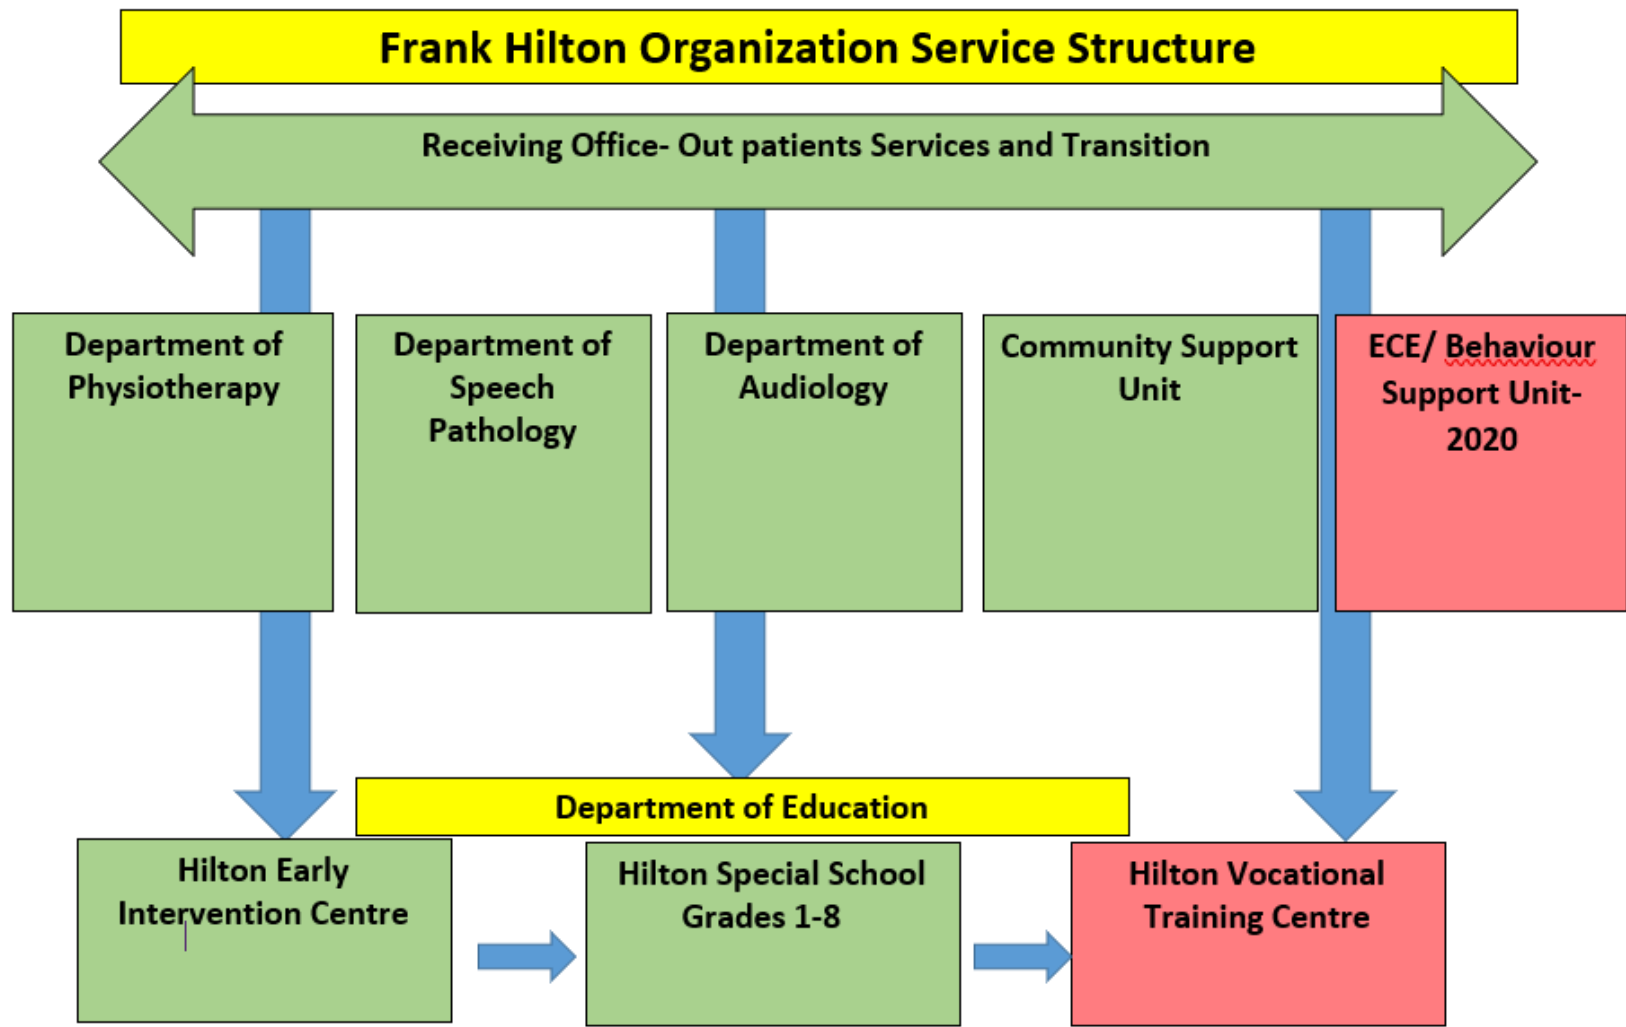 Frank Hilton Organization Service Structure
Receiving Office- Out patients Services and Transition
Department of
Physiotherapy
Department of
Speech
Pathology
Department of
Audiology
Community Support
Unit
ECE/ Behaviour
Support Unit-
2020
Department of Education
Hilton Early
Intervention Centre
Hilton Special School
Grades 1-8
Hilton Vocational
Training Centre